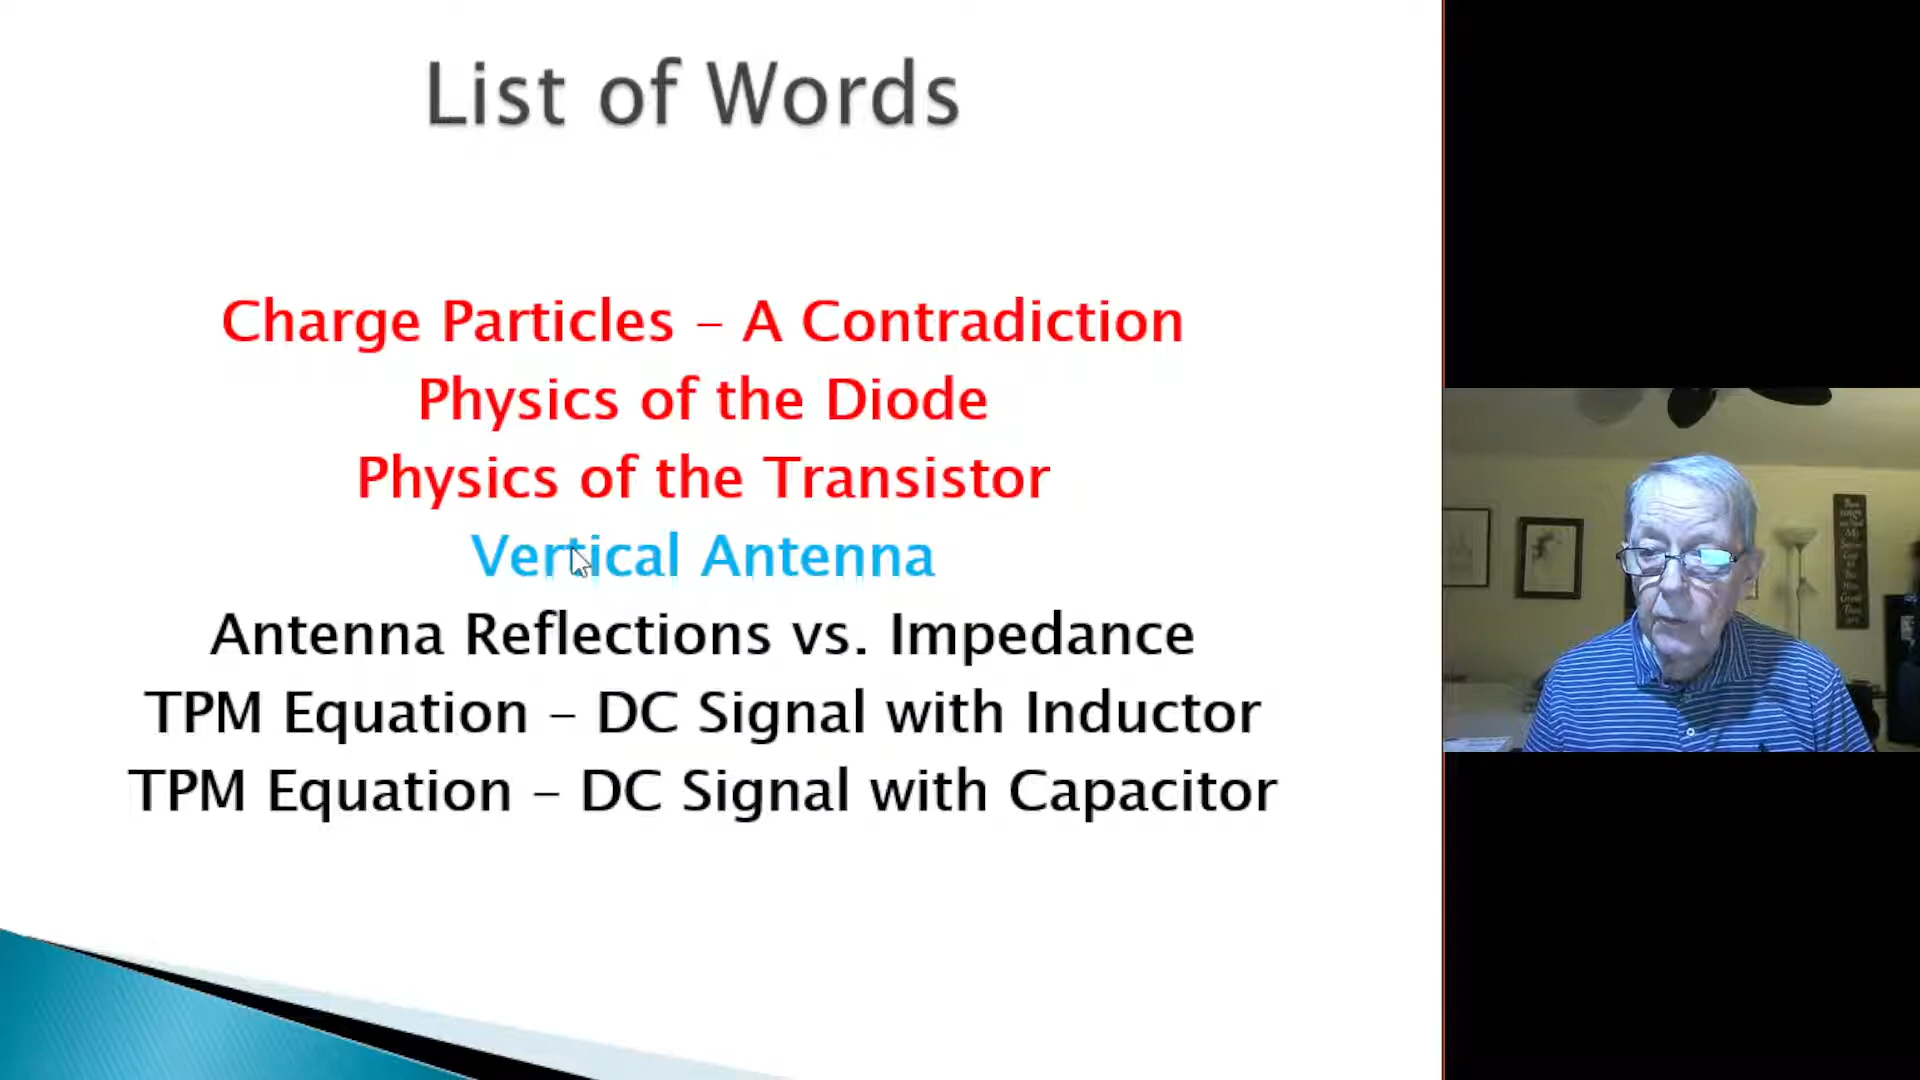 List of Words
Charge Particles – A Contradiction
Physics of the Diode
Physics of the Transistor
Vertical Antenna
Antenna Reflections vs. Impedance
TPM Equation – DC Signal with Inductor
TPM Equation – DC Signal with Capacitor